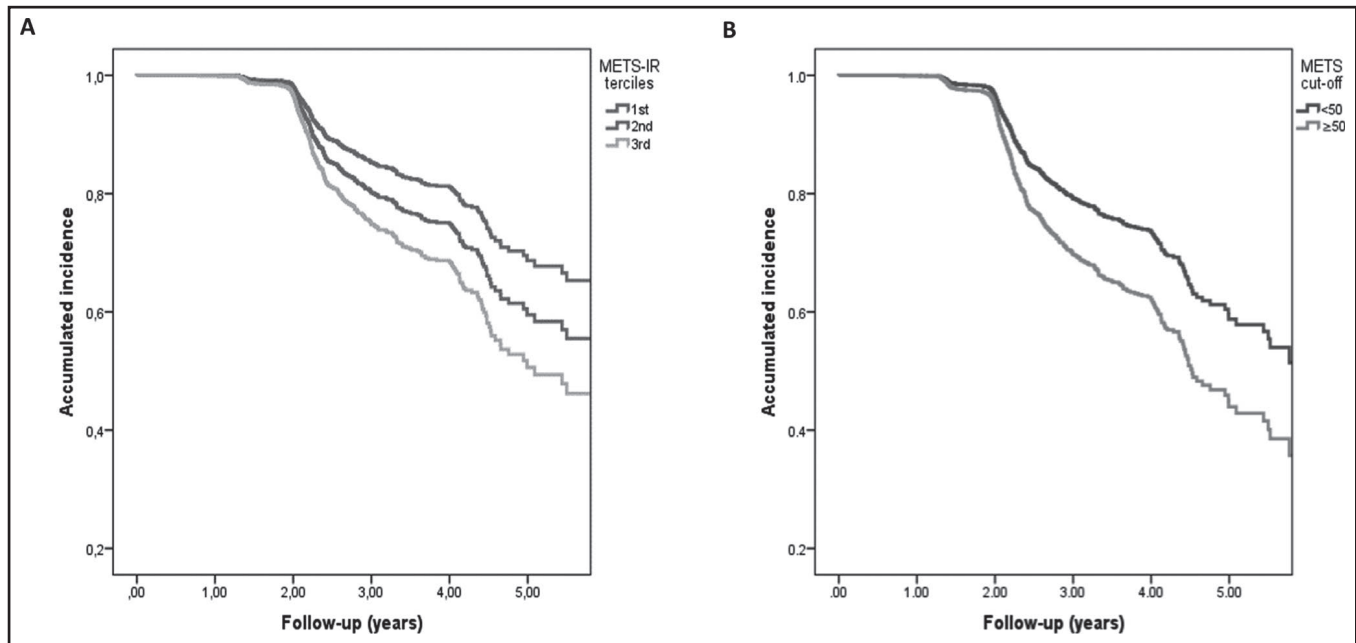 A
METS-IR
terciles
1st
2nd
3rd
1,0
0,8
0,6
0,4
0,2
Accumulated incidence
,00 1,00 2,00 3,00 4,00 5,00
Follow-up (years)
B
METS
cut-off
<50
≥50
1,0
0.8
0.6
0.4
0.2
Accumulated incidence
.00 1.00 2.00 3.00 4.00 5.00
Follow-up (years)